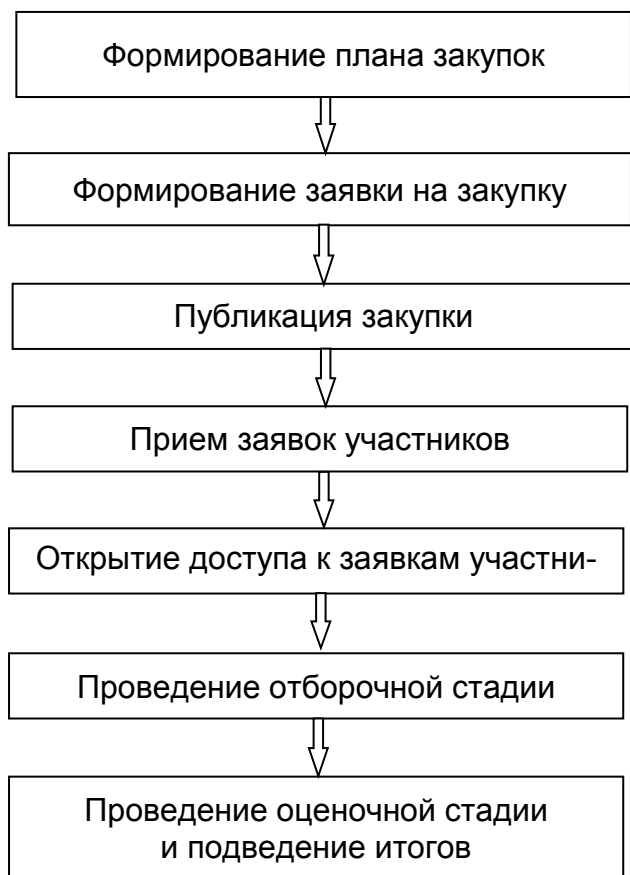 Формирование плана закупок
Формирование заявки на закупку
Публикация закупки
Прием заявок участников
Открытие доступа к заявкам участни-
Проведение отборочной стадии
Проведение оценочной стадии
и подведение итогов